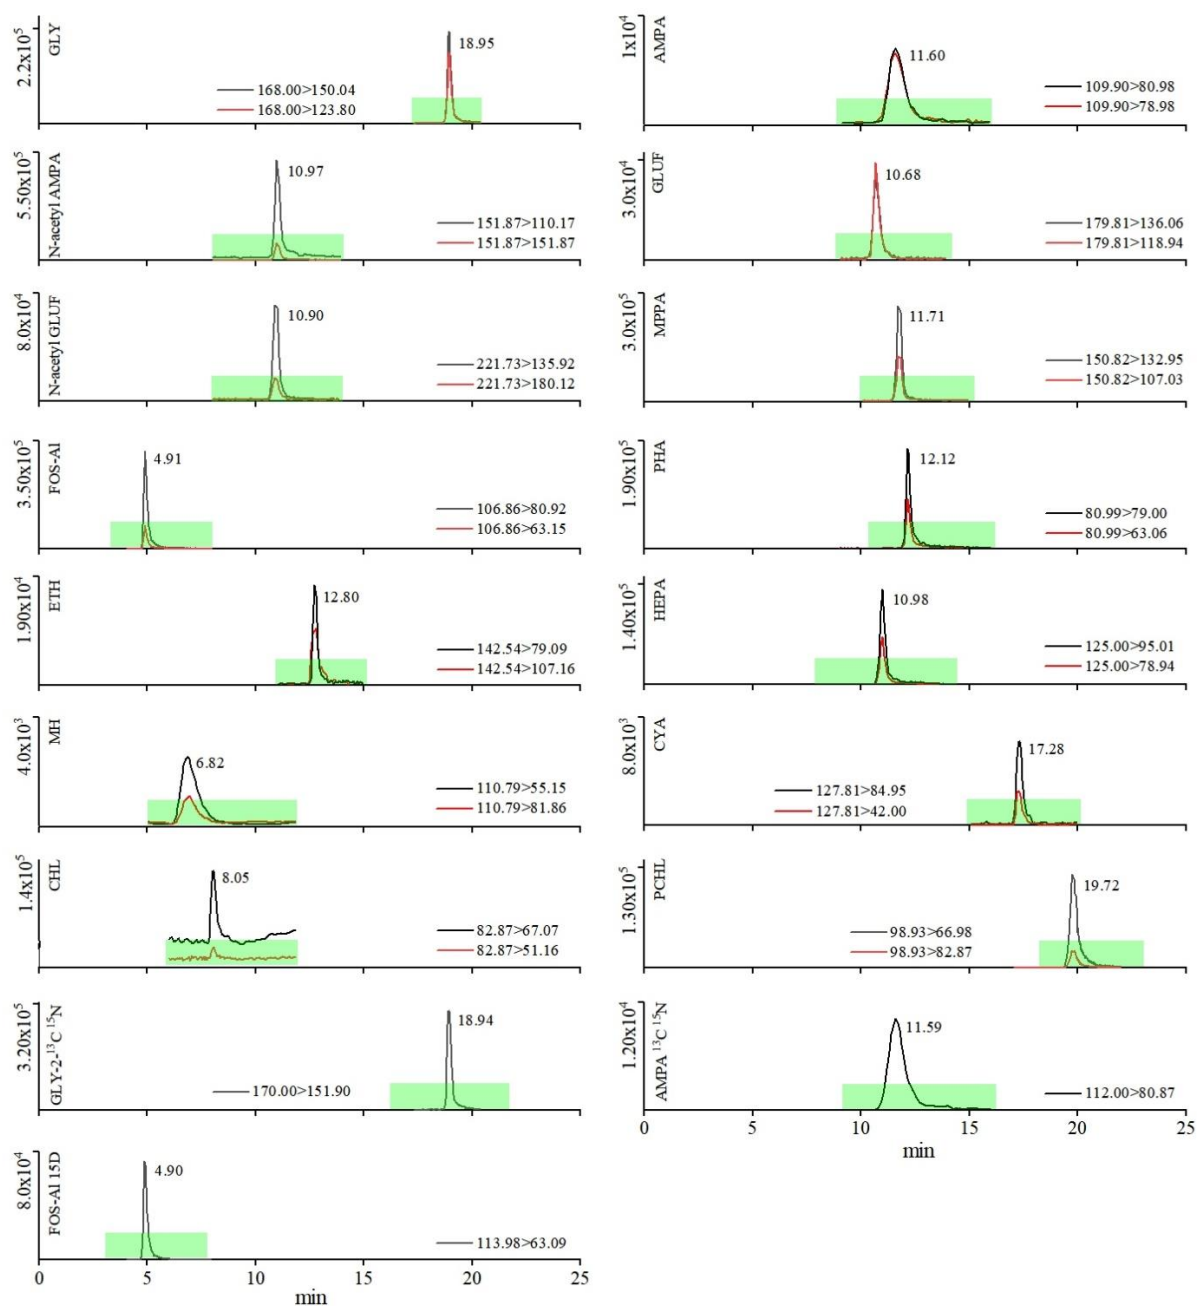 2.2x10⁵
GLY
18.95
168.00>150.04
168.00>123.80
1x10⁴
AMPA
11.60
109.90>80.98
109.90>78.98
5.50x10⁵
N-acetyl AMPA
10.97
151.87>110.17
151.87>151.87
3.0x10⁴
GLUF
10.68
179.81>136.06
179.81>118.94
8.0x10⁴
N-acetyl GLUF
10.90
221.73>135.92
221.73>180.12
3.0x10⁵
MPPA
11.71
150.82>132.95
150.82>107.03
3.50x10⁵
FOS-Al
4.91
106.86>80.92
106.86>63.15
1.90x10⁵
PHA
12.12
80.99>79.00
80.99>63.06
1.90x10⁴
ETH
12.80
142.54>79.09
142.54>107.16
1.40x10⁵
HEPA
10.98
125.00>95.01
125.00>78.94
4.0x10³
MH
6.82
110.79>55.15
110.79>81.86
8.0x10³
CYA
17.28
127.81>84.95
127.81>42.00
1.4x10⁵
CHL
8.05
82.87>67.07
82.87>51.16
1.30x10⁵
PCHL
19.72
98.93>66.98
98.93>82.87
3.20x10⁵
GLY-2-¹³C ¹⁵N
18.94
170.00>151.90
1.20x10⁴
AMPA ¹³C ¹⁵N
11.59
112.00>80.87
0 5 10 15 20 25
min
8.0x10⁴
FOS-Al 15D
4.90
113.98>63.09
0 5 10 15 20 25
min